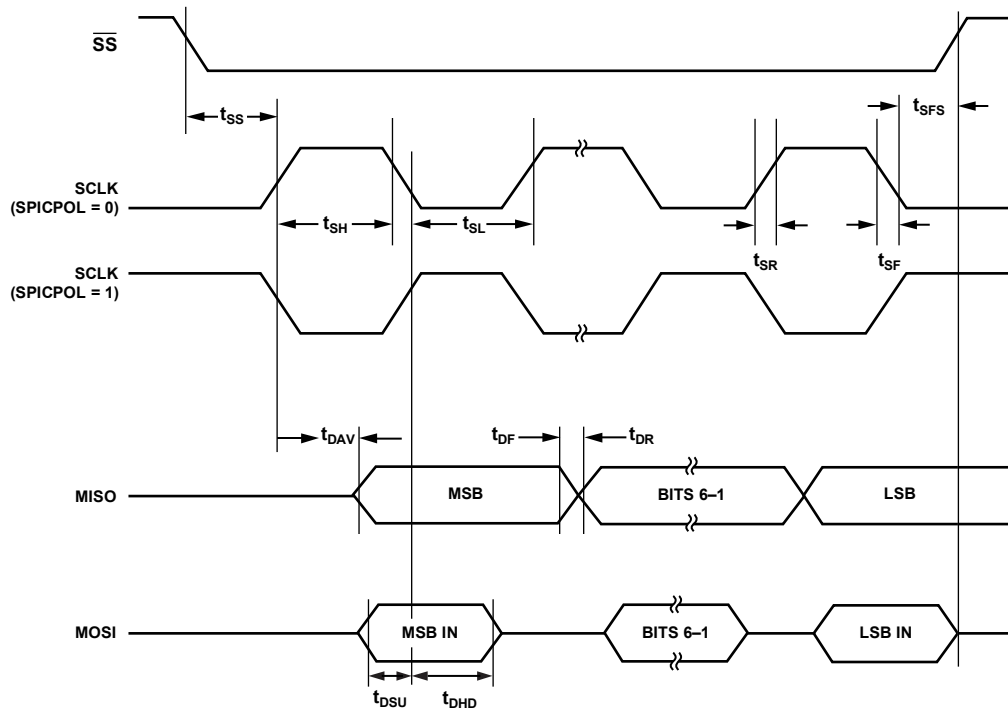 SS
tSS
tSFS
SCLK
(SPICPOL = 0)
tSH
tSL
tSR
tSF
SCLK
(SPICPOL = 1)
tDAV
tDF
tDR
MISO
MSB
BITS 6–1
LSB
MOSI
MSB IN
BITS 6–1
LSB IN
tDSU
tDHD